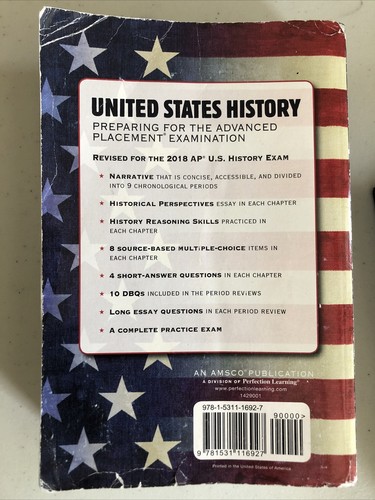 UNITED STATES HISTORY
PREPARING FOR THE ADVANCED
PLACEMENT® EXAMINATION
REVISED FOR THE 2018 AP® U.S. HISTORY EXAM
★ NARRATIVE THAT IS CONCISE, ACCESSIBLE, AND DIVIDED
INTO 9 CHRONOLOGICAL PERIODS
★ HISTORICAL PERSPECTIVES ESSAY IN EACH CHAPTER
★ HISTORY REASONING SKILLS PRACTICED IN
EACH CHAPTER
★ 8 SOURCE-BASED MULTIPLE-CHOICE ITEMS IN
EACH CHAPTER
★ 4 SHORT-ANSWER QUESTIONS IN EACH CHAPTER
★ 10 DBQS INCLUDED IN THE PERIOD REVIEWS
★ LONG ESSAY QUESTIONS IN EACH PERIOD REVIEW
★ A COMPLETE PRACTICE EXAM
AN AMSCO® PUBLICATION
A DIVISION OF Perfection Learning®
www.perfectionlearning.com
1429001
978-1-5311-1692-7
90000>
9 781531 116927
Printed in the United States of America